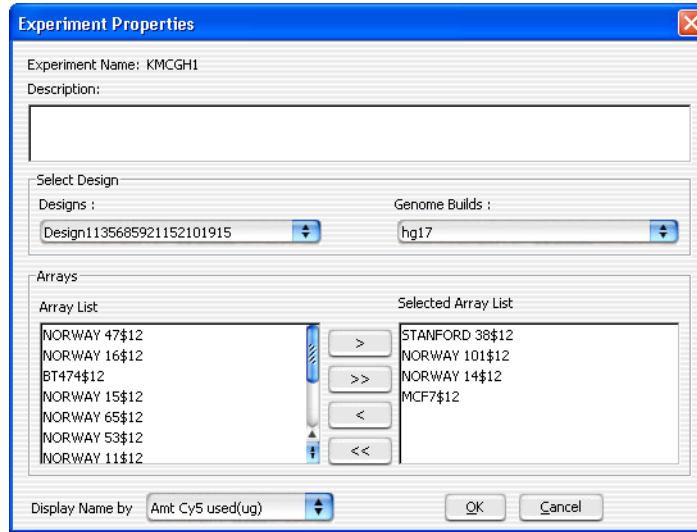 Experiment Properties
Experiment Name: KMCGH1
Description:
Select Design
Designs :
Genome Builds :
Design1135685921152101915
hg17
Arrays
Array List
Selected Array List
NORWAY 47$12
NORWAY 16$12
BT474$12
NORWAY 15$12
NORWAY 65$12
NORWAY 53$12
NORWAY 11$12
>
>>
<
<<
STANFORD 38$12
NORWAY 101$12
NORWAY 14$12
MCF7$12
Display Name by
Amt Cy5 used(ug)
OK
Cancel